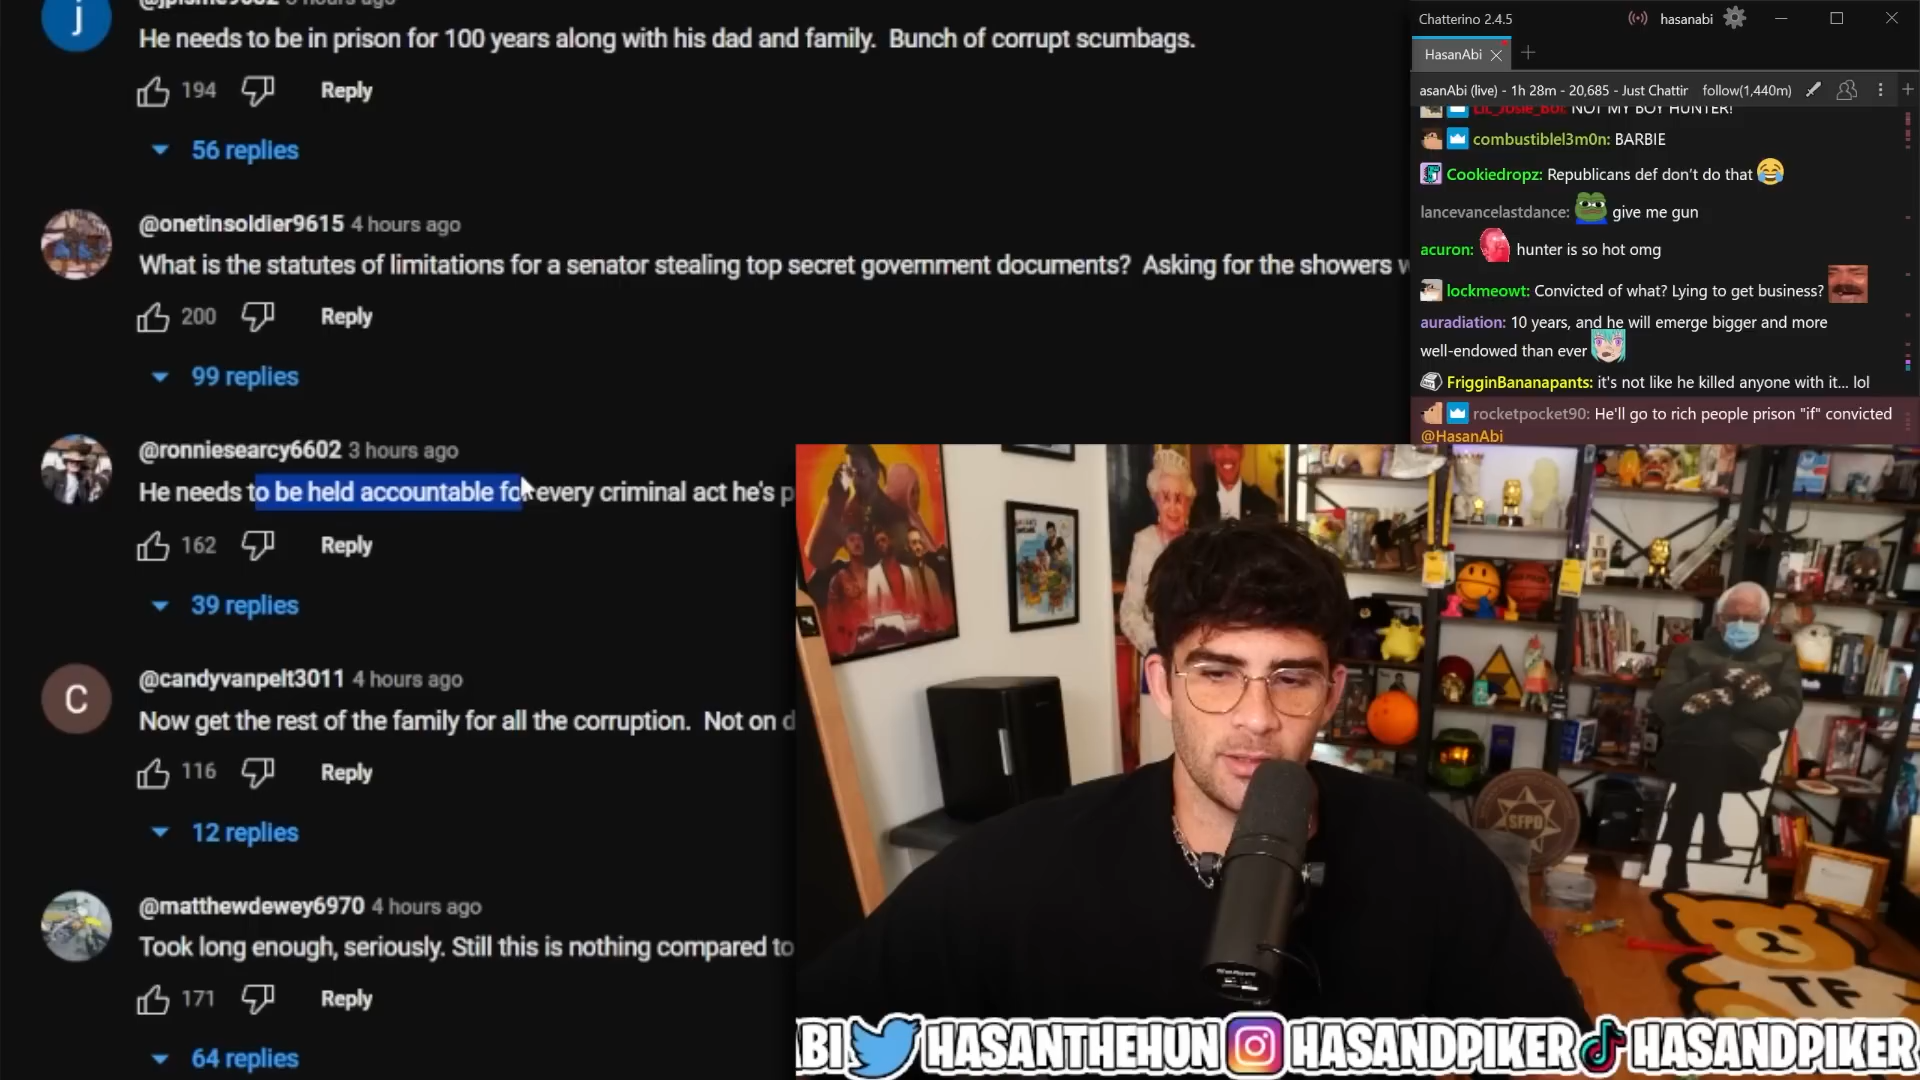 He needs to be in prison for 100 years along with his dad and family.  Bunch of corrupt scumbags.
194
Reply
56 replies
@onetinsoldier9615 4 hours ago
What is the statutes of limitations for a senator stealing top secret government documents?  Asking for the showers
200
Reply
99 replies
@ronniesearcy6602 3 hours ago
He needs to be held accountable for every criminal act he's p
162
Reply
39 replies
C
@candyvanpelt3011 4 hours ago
Now get the rest of the family for all the corruption.  Not on d
116
Reply
12 replies
@matthewdewey6970 4 hours ago
Took long enough, seriously. Still this is nothing compared to
171
Reply
64 replies
Chatterino 2.4.5
hasanabi
HasanAbi
asanAbi (live) - 1h 28m - 20,685 - Just Chattir
follow(1,440m)
Lil_Josie_Bot: NOT MY BOY HUNTER!
combustiblel3m0n: BARBIE
Cookiedropz: Republicans def don't do that
lancevancelastdance: give me gun
acuron: hunter is so hot omg
lockmeowt: Convicted of what? Lying to get business?
auradiation: 10 years, and he will emerge bigger and more
well-endowed than ever
FrigginBananapants: it's not like he killed anyone with it... lol
rocketpocket90: He'll go to rich people prison "if" convicted
@HasanAbi
SFPD
TF
ABI HASANTHEHUN HASANDPIKER HASANDPIKER